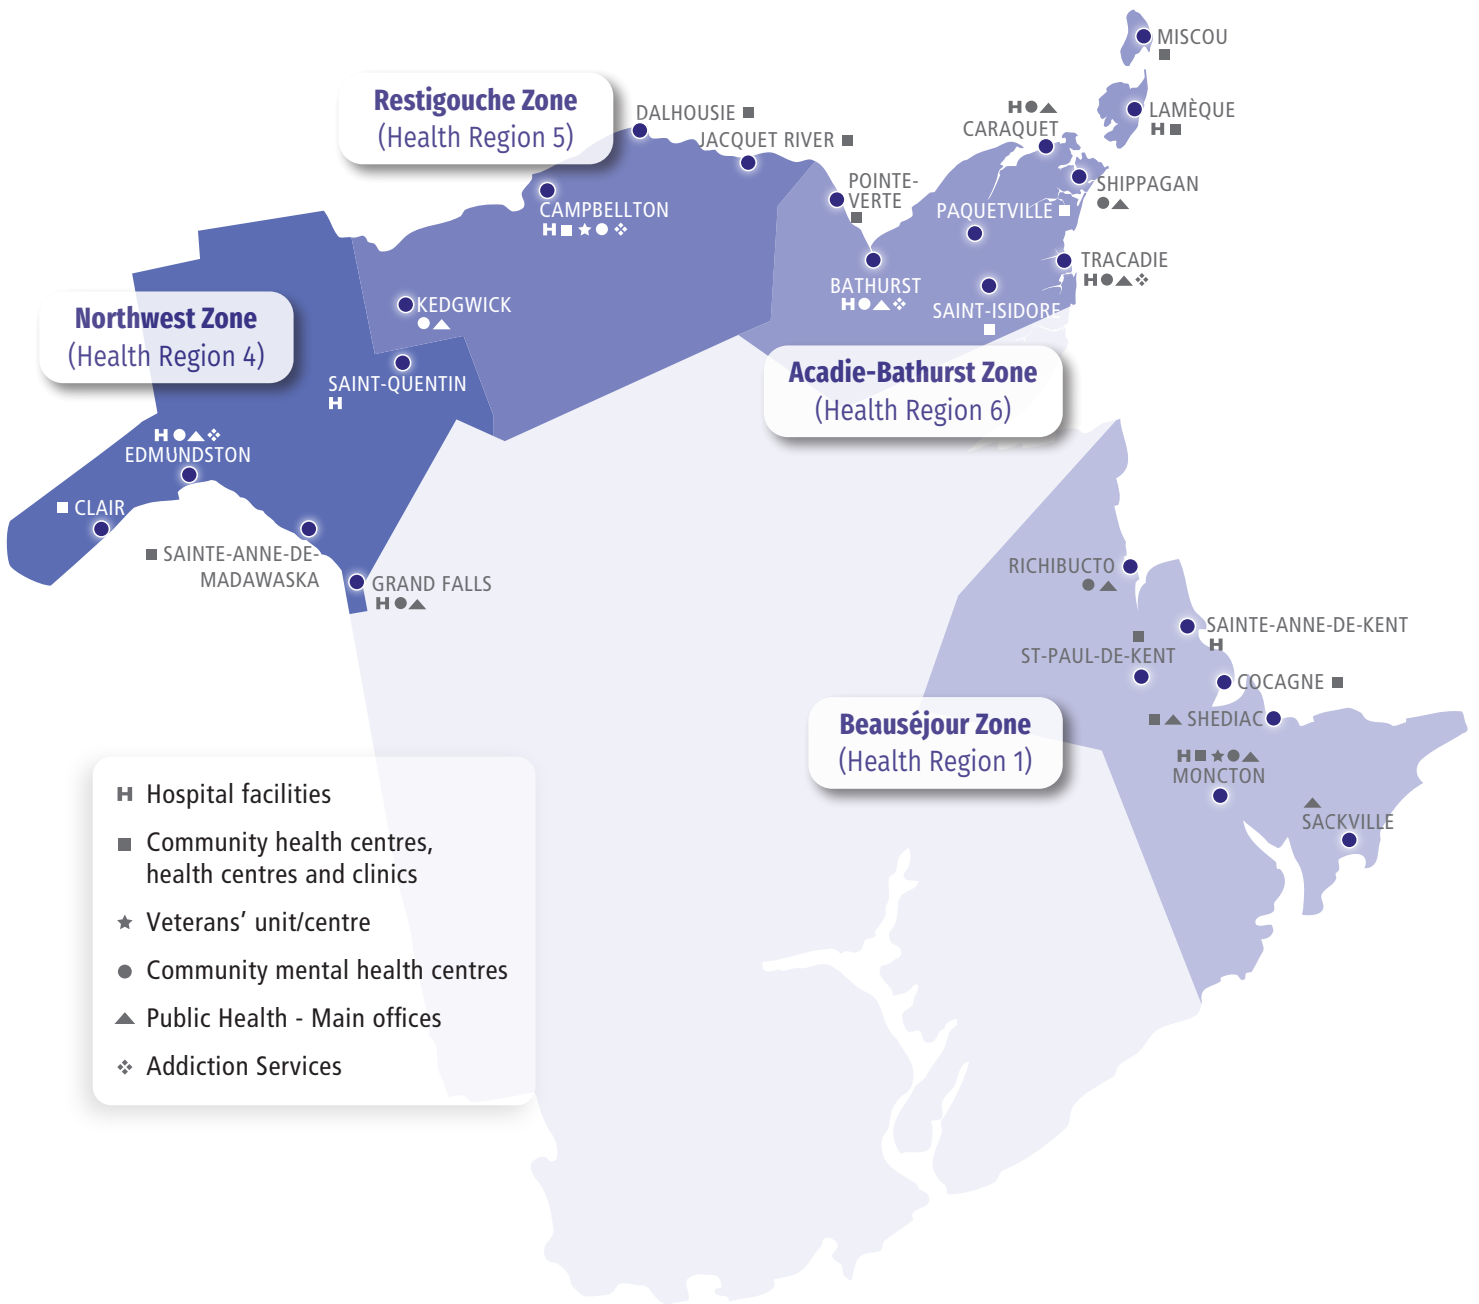 MISCOU
Restigouche Zone
(Health Region 5)
DALHOUSIE
JACQUET RIVER
CARAQUET
LAMÈQUE
H
H
POINTE-
VERTE
SHIPPAGAN
CAMPBELLTON
H
PAQUETVILLE
BATHURST
H
TRACADIE
H
SAINT-ISIDORE
KEDGWICK
Northwest Zone
(Health Region 4)
SAINT-QUENTIN
H
Acadie-Bathurst Zone
(Health Region 6)
H
EDMUNDSTON
CLAIR
SAINTE-ANNE-DE-
MADAWASKA
GRAND FALLS
H
RICHIBUCTO
SAINTE-ANNE-DE-KENT
H
ST-PAUL-DE-KENT
COCAGNE
SHEDIAC
Beauséjour Zone
(Health Region 1)
H
MONCTON
SACKVILLE
H Hospital facilities
Community health centres,
health centres and clinics
Veterans’ unit/centre
Community mental health centres
Public Health - Main offices
Addiction Services